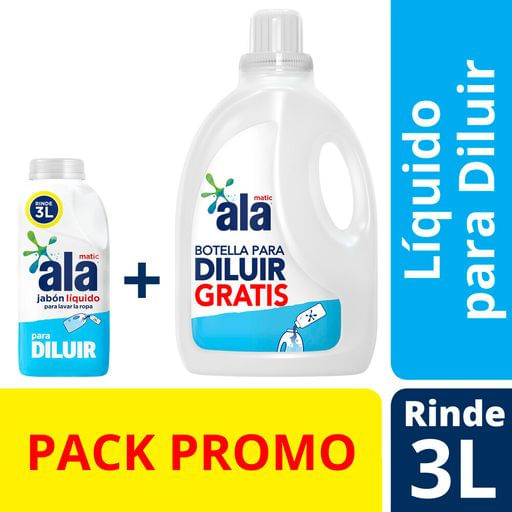 RINDE
3L
matic
ala
jabón líquido
para lavar la ropa
para
DILUIR
+
matic
ala
BOTELLA PARA
DILUIR
GRATIS
Líquido
para Diluir
PACK PROMO
Rinde
3L